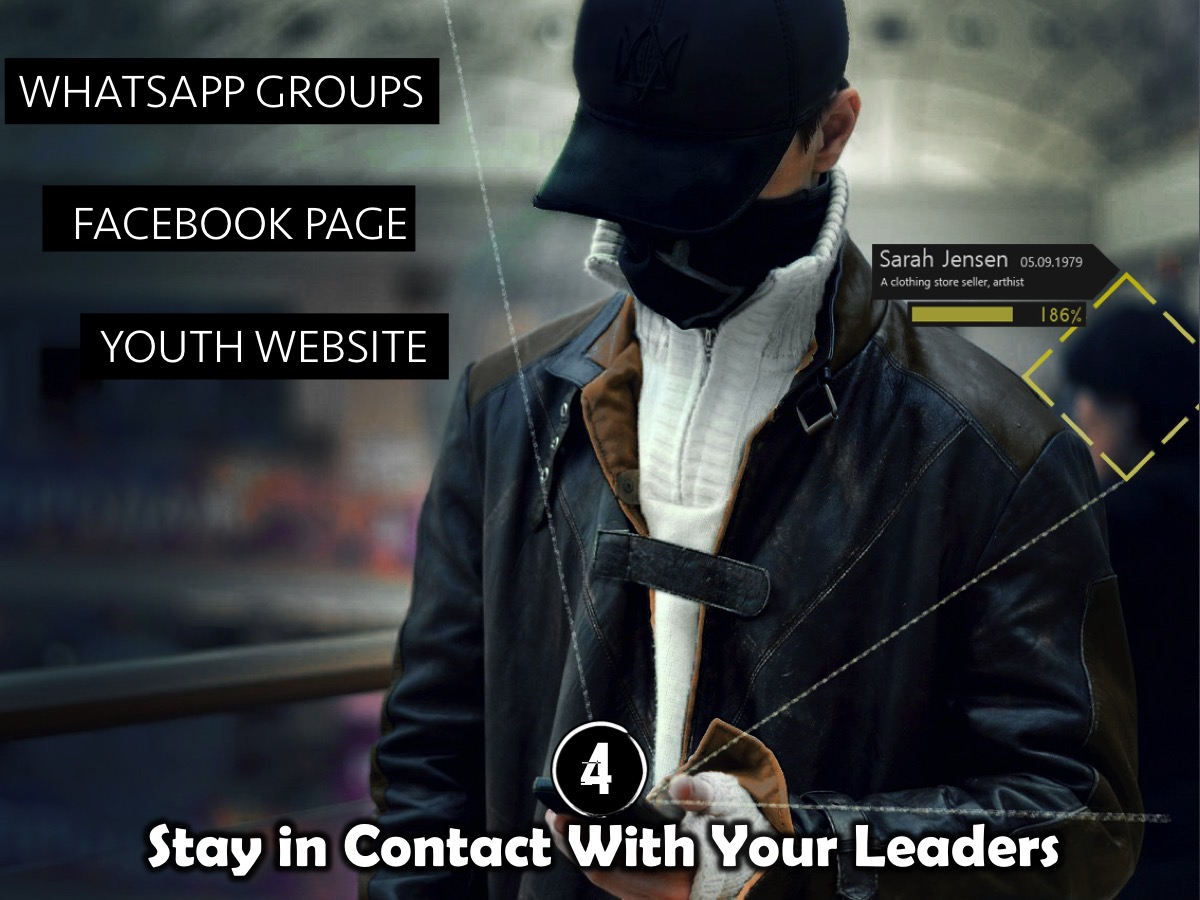 WHATSAPP GROUPS
FACEBOOK PAGE
YOUTH WEBSITE
Sarah Jensen 05.09.1979
A clothing store seller, arthist
186%
4
Stay in Contact With Your Leaders